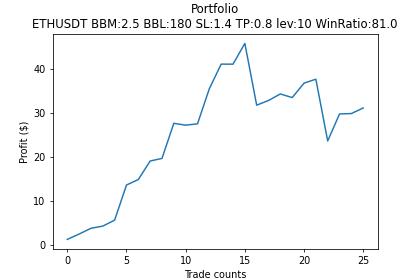 Portfolio
ETHUSDT BBM:2.5 BBL:180 SL:1.4 TP:0.8 lev:10 WinRatio:81.0
40
30
20
10
0
Profit ($)
0 5 10 15 20 25
Trade counts